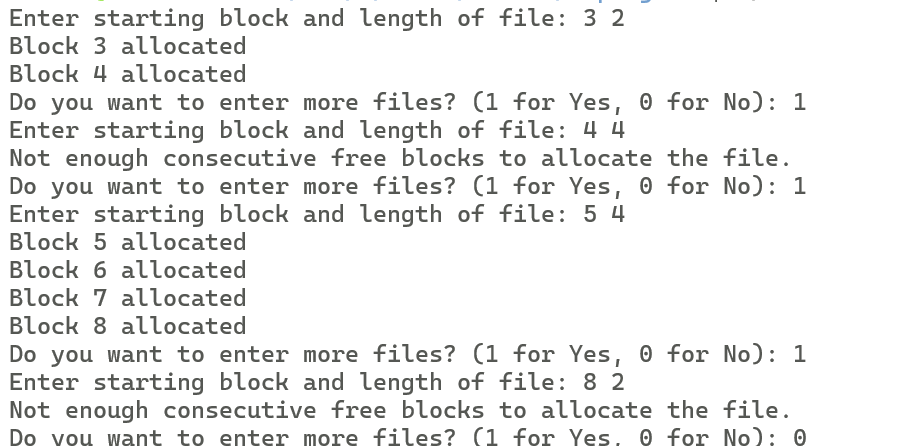 Enter starting block and length of file: 3 2
Block 3 allocated
Block 4 allocated
Do you want to enter more files? (1 for Yes, 0 for No): 1
Enter starting block and length of file: 4 4
Not enough consecutive free blocks to allocate the file.
Do you want to enter more files? (1 for Yes, 0 for No): 1
Enter starting block and length of file: 5 4
Block 5 allocated
Block 6 allocated
Block 7 allocated
Block 8 allocated
Do you want to enter more files? (1 for Yes, 0 for No): 1
Enter starting block and length of file: 8 2
Not enough consecutive free blocks to allocate the file.
Do you want to enter more files? (1 for Yes, 0 for No): 0